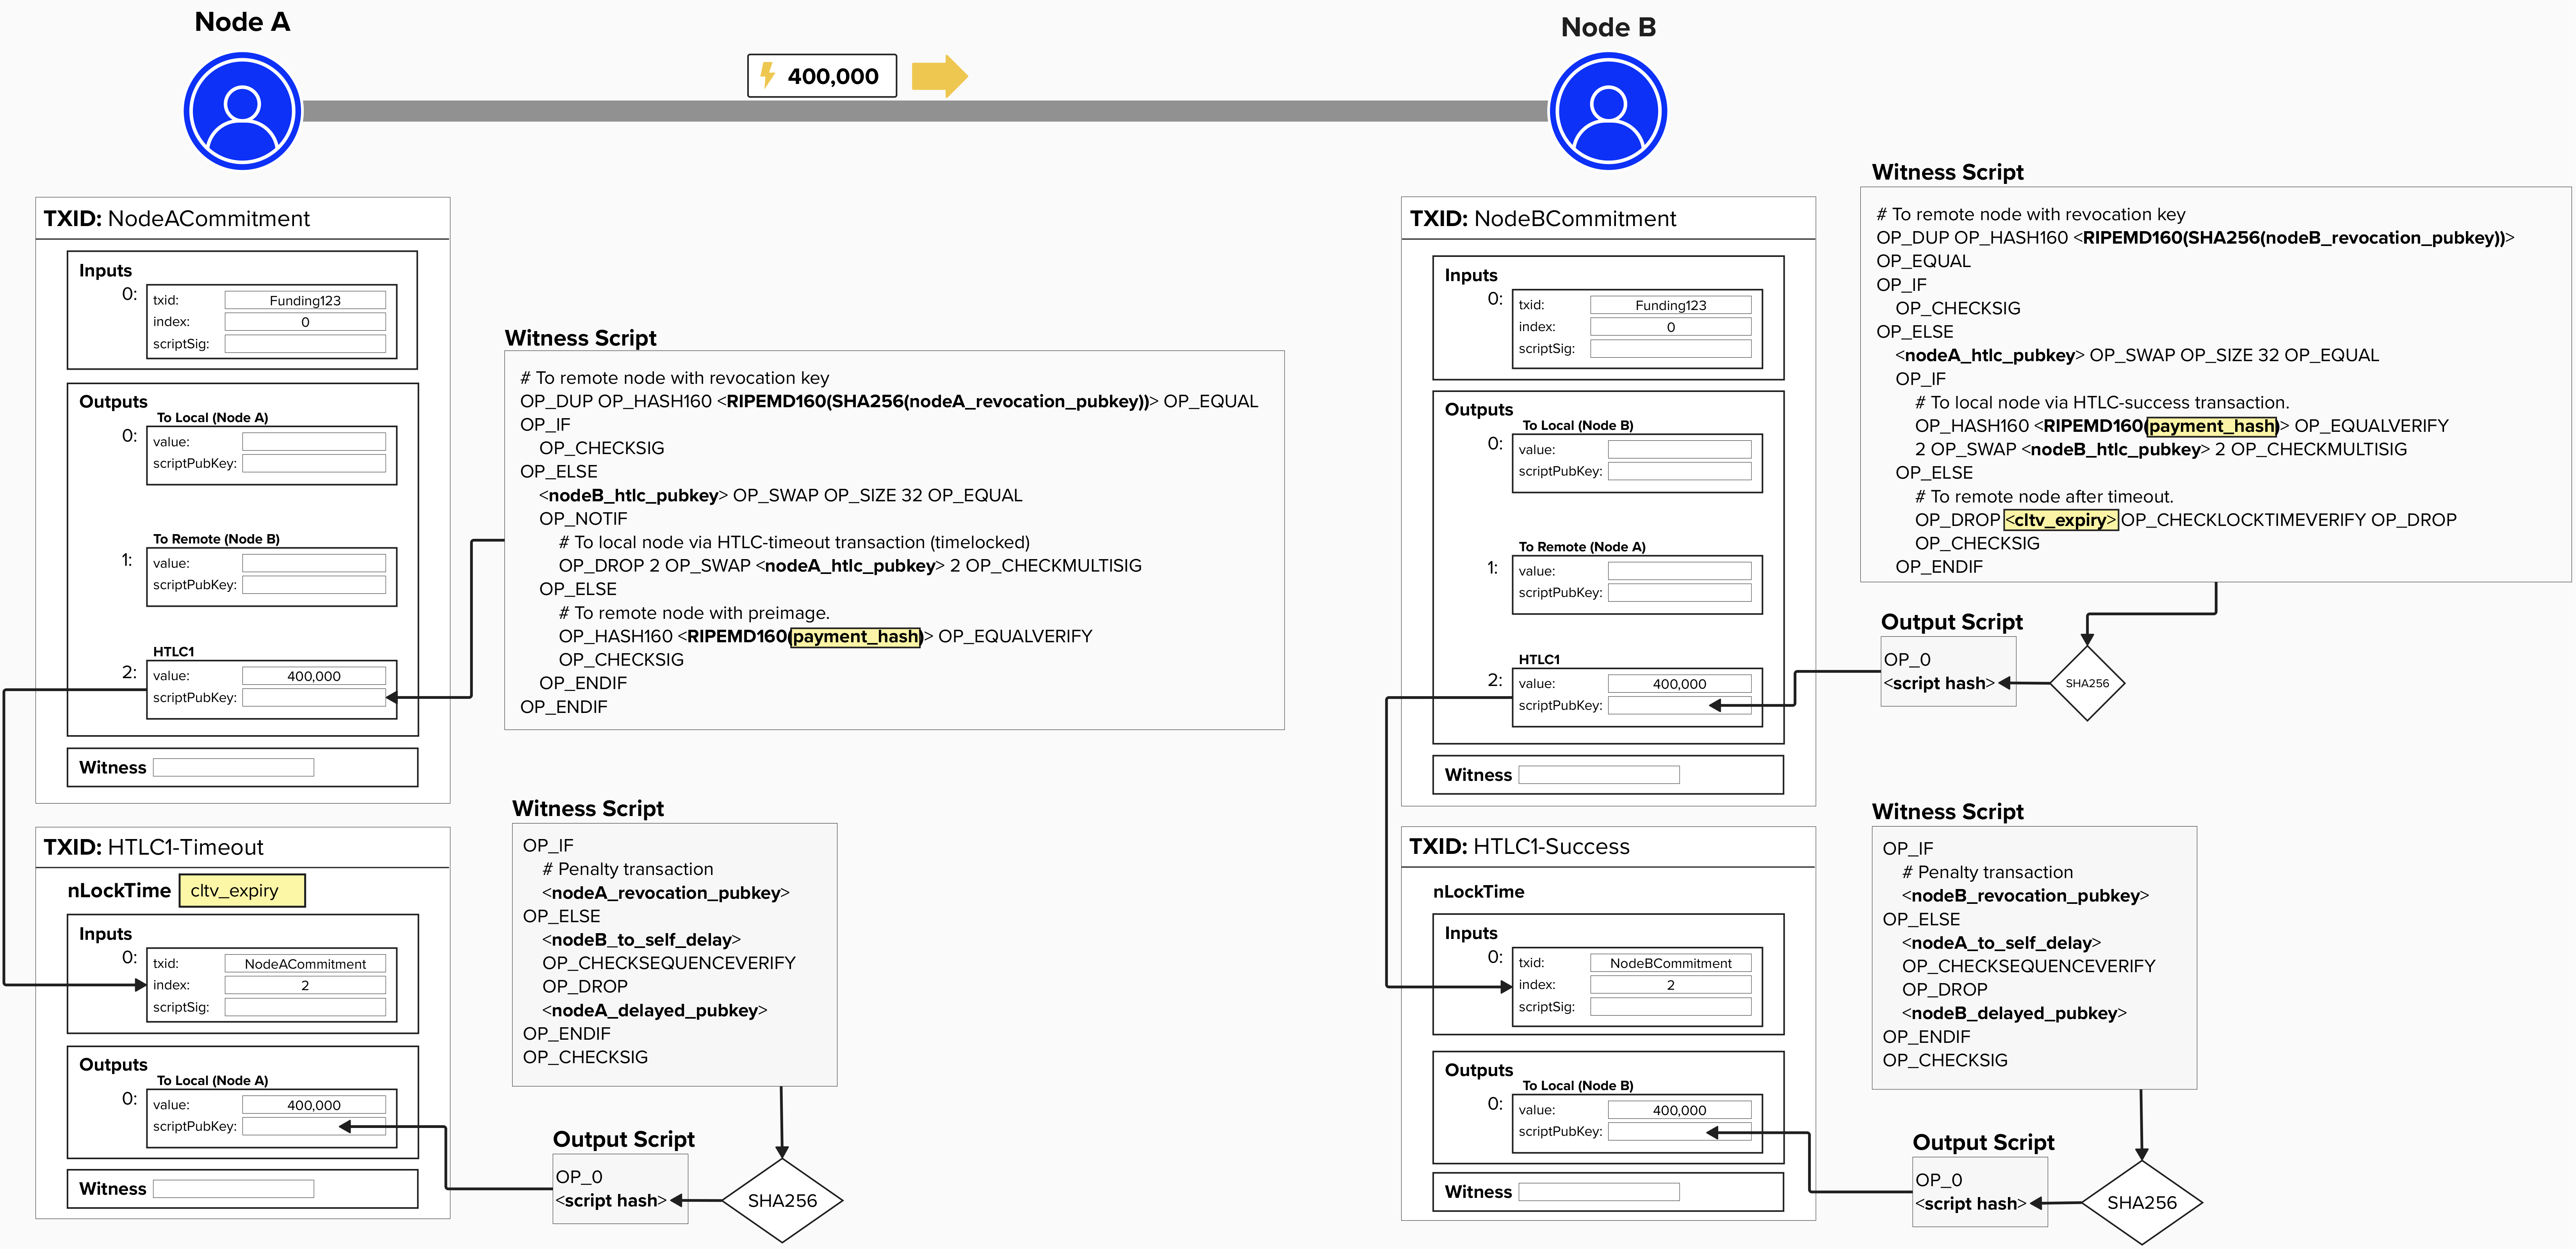 Node A
Node B
400,000
TXID: NodeACommitment
Inputs
0:
txid: Funding123
index: 0
scriptSig:
Outputs
To Local (Node A)
0:
value:
scriptPubKey:
To Remote (Node B)
1:
value:
scriptPubKey:
HTLC1
2:
value: 400,000
scriptPubKey:
Witness
Witness Script
# To remote node with revocation key
OP_DUP OP_HASH160 <RIPEMD160(SHA256(nodeA_revocation_pubkey))> OP_EQUAL
OP_IF
OP_CHECKSIG
OP_ELSE
<nodeB_htlc_pubkey> OP_SWAP OP_SIZE 32 OP_EQUAL
OP_NOTIF
# To local node via HTLC-timeout transaction (timelocked)
OP_DROP 2 OP_SWAP <nodeA_htlc_pubkey> 2 OP_CHECKMULTISIG
OP_ELSE
# To remote node with preimage.
OP_HASH160 <RIPEMD160(payment_hash)> OP_EQUALVERIFY
OP_CHECKSIG
OP_ENDIF
OP_ENDIF
TXID: HTLC1-Timeout
nLockTime cltv_expiry
Inputs
0:
txid: NodeACommitment
index: 2
scriptSig:
Outputs
To Local (Node A)
0:
value: 400,000
scriptPubKey:
Witness
Witness Script
OP_IF
# Penalty transaction
<nodeA_revocation_pubkey>
OP_ELSE
<nodeB_to_self_delay>
OP_CHECKSEQUENCEVERIFY
OP_DROP
<nodeA_delayed_pubkey>
OP_ENDIF
OP_CHECKSIG
Output Script
OP_0
<script hash>
SHA256
TXID: NodeBCommitment
Inputs
0:
txid: Funding123
index: 0
scriptSig:
Outputs
To Local (Node B)
0:
value:
scriptPubKey:
To Remote (Node A)
1:
value:
scriptPubKey:
HTLC1
2:
value: 400,000
scriptPubKey:
Witness
Witness Script
# To remote node with revocation key
OP_DUP OP_HASH160 <RIPEMD160(SHA256(nodeB_revocation_pubkey))>
OP_EQUAL
OP_IF
OP_CHECKSIG
OP_ELSE
<nodeA_htlc_pubkey> OP_SWAP OP_SIZE 32 OP_EQUAL
OP_IF
# To local node via HTLC-success transaction.
OP_HASH160 <RIPEMD160(payment_hash)> OP_EQUALVERIFY
2 OP_SWAP <nodeB_htlc_pubkey> 2 OP_CHECKMULTISIG
OP_ELSE
# To remote node after timeout.
OP_DROP <cltv_expiry> OP_CHECKLOCKTIMEVERIFY OP_DROP
OP_CHECKSIG
OP_ENDIF
Output Script
OP_0
<script hash>
SHA256
TXID: HTLC1-Success
nLockTime
Inputs
0:
txid: NodeBCommitment
index: 2
scriptSig:
Outputs
To Local (Node B)
0:
value: 400,000
scriptPubKey:
Witness
Witness Script
OP_IF
# Penalty transaction
<nodeB_revocation_pubkey>
OP_ELSE
<nodeA_to_self_delay>
OP_CHECKSEQUENCEVERIFY
OP_DROP
<nodeB_delayed_pubkey>
OP_ENDIF
OP_CHECKSIG
Output Script
OP_0
<script hash>
SHA256